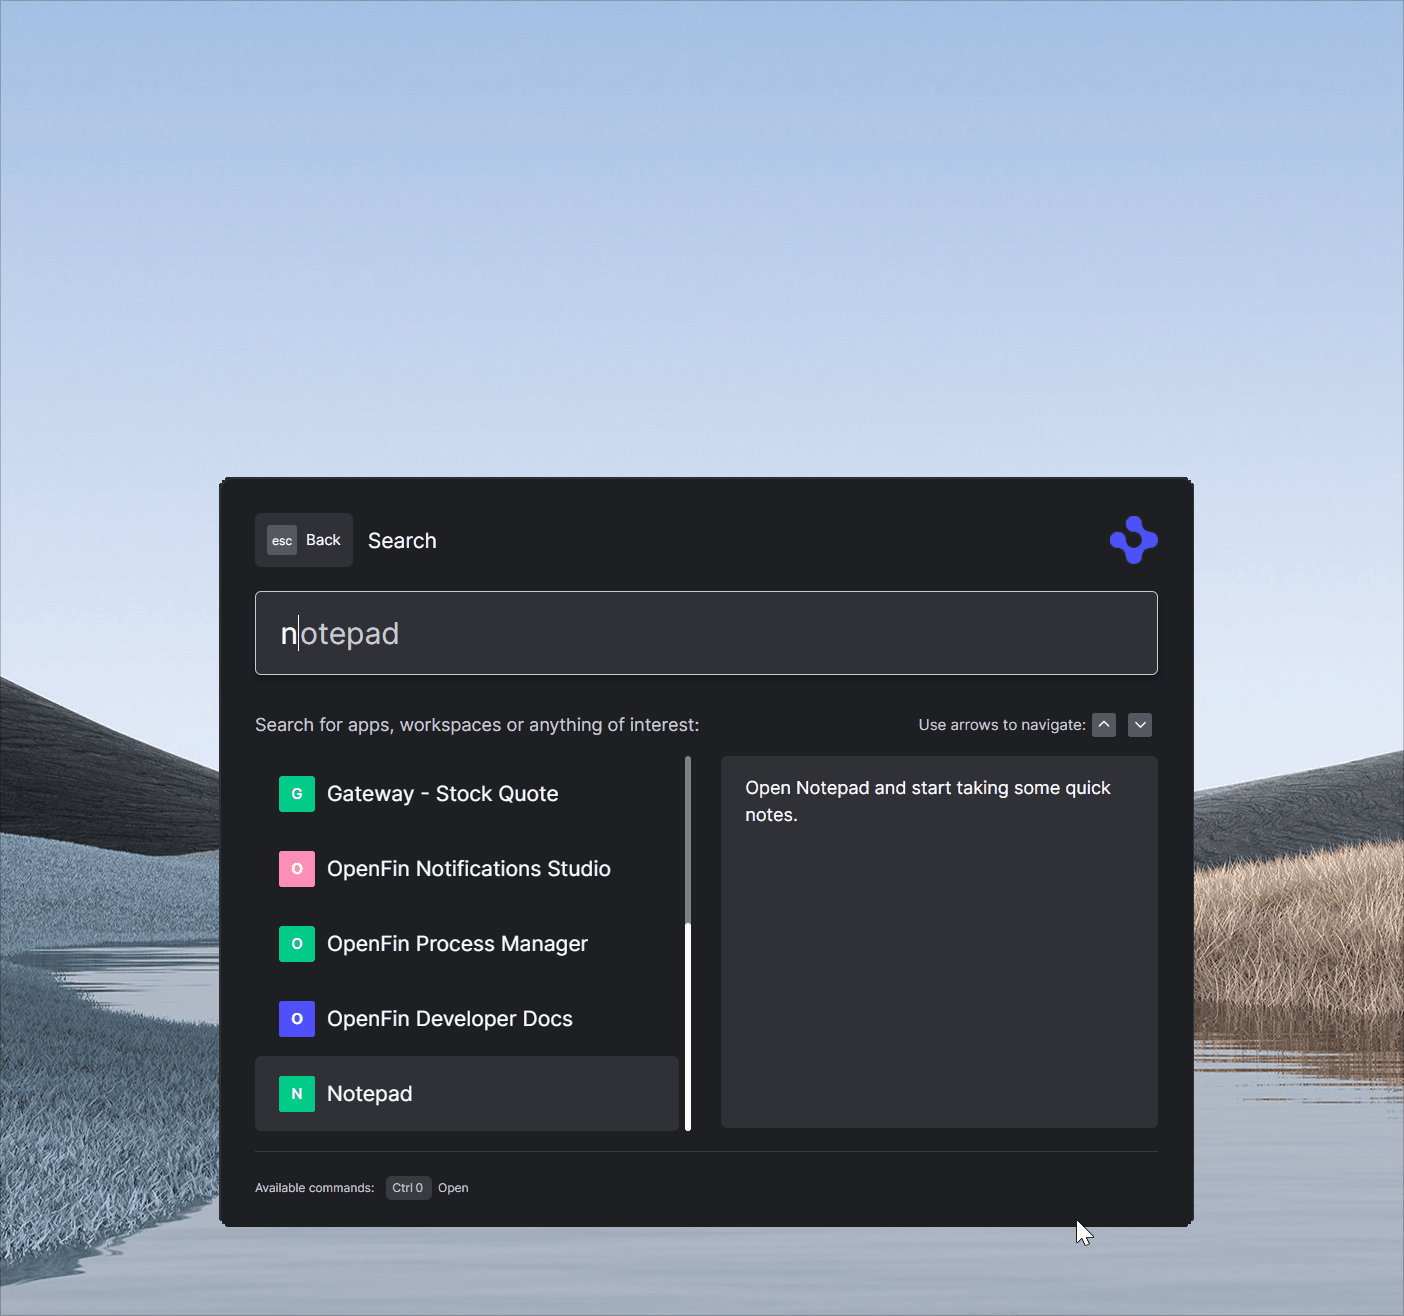 esc Back Search
notepad
Search for apps, workspaces or anything of interest:
Use arrows to navigate:
G Gateway - Stock Quote
O OpenFin Notifications Studio
O OpenFin Process Manager
O OpenFin Developer Docs
N Notepad
Open Notepad and start taking some quick
notes.
Available commands: Ctrl 0 Open